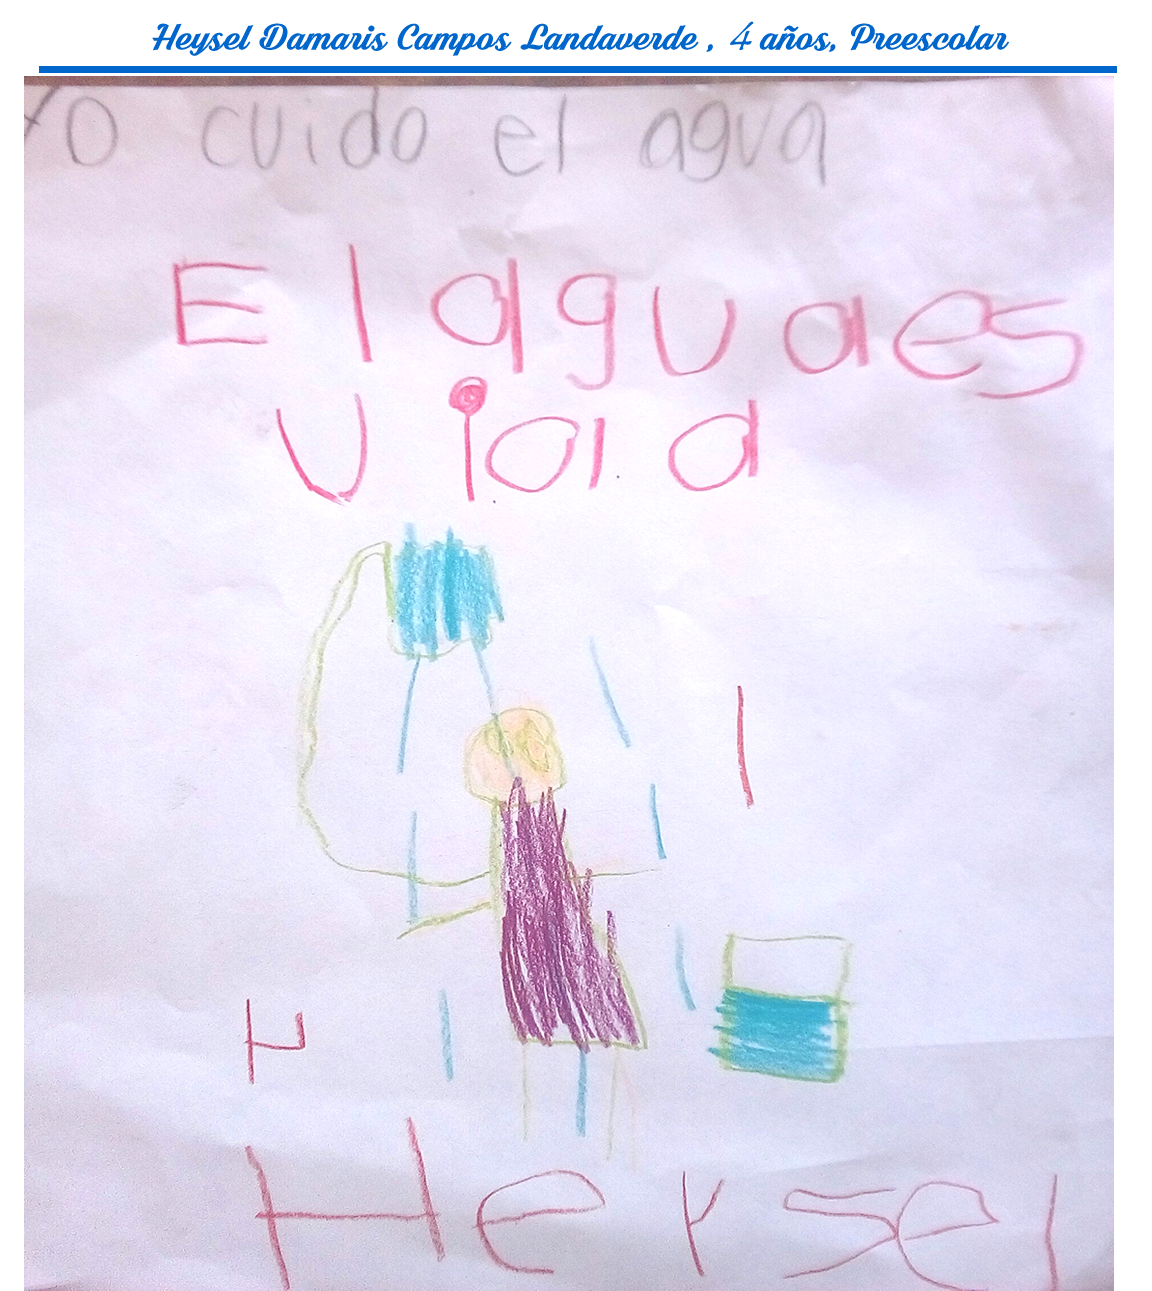 Heysel Damaris Campos Landaverde , 4 años, Preescolar
Yo cuido el agua
El agua es
vida
Heysel